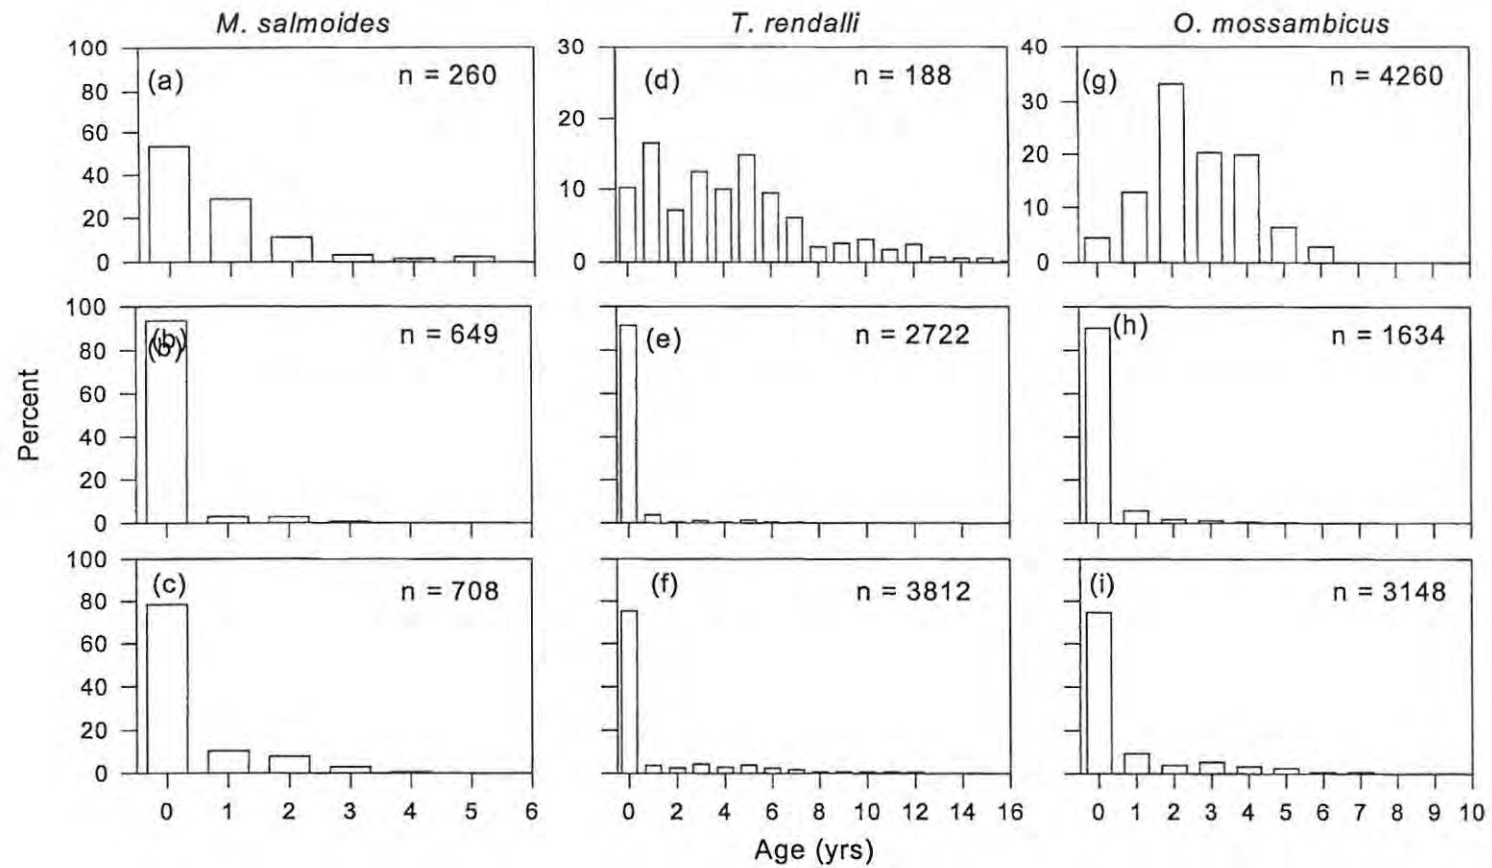 M. salmoides T. rendalli O. mossambicus
100 30 40
(a) n = 260 (d) n = 188 (g) n = 4260
80
60 20 30
40 10 20
20 10
0 0 0
100
(b) n = 649 (e) n = 2722 (h) n = 1634
(b)
80
60
40
20
0
Percent
100
(c) n = 708 (f) n = 3812 (i) n = 3148
80
60
40
20
0
0 1 2 3 4 5 6 0 2 4 6 8 10 12 14 16 0 1 2 3 4 5 6 7 8 9 10
Age (yrs)